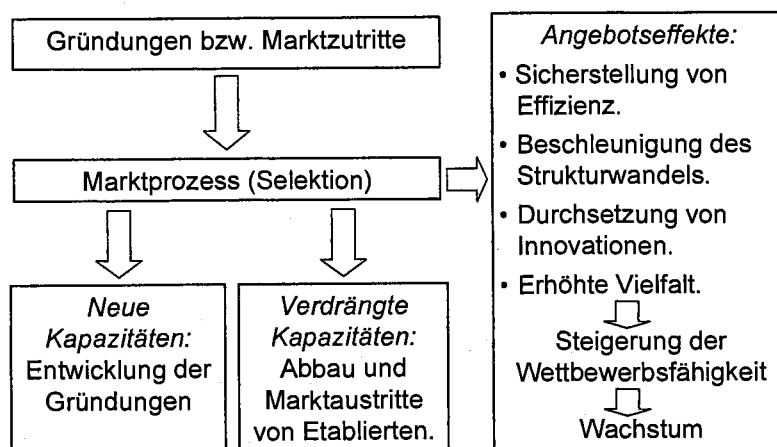 Gründungen bzw. Marktzutritte
Marktprozess (Selektion)
Neue
Kapazitäten:
Entwicklung der
Gründungen
Verdrängte
Kapazitäten:
Abbau und
Marktaustritte
von Etablierten.
Angebotseffekte:
• Sicherstellung von
Effizienz.
• Beschleunigung des
Strukturwandels.
• Durchsetzung von
Innovationen.
• Erhöhte Vielfalt.
Steigerung der
Wettbewerbsfähigkeit
Wachstum